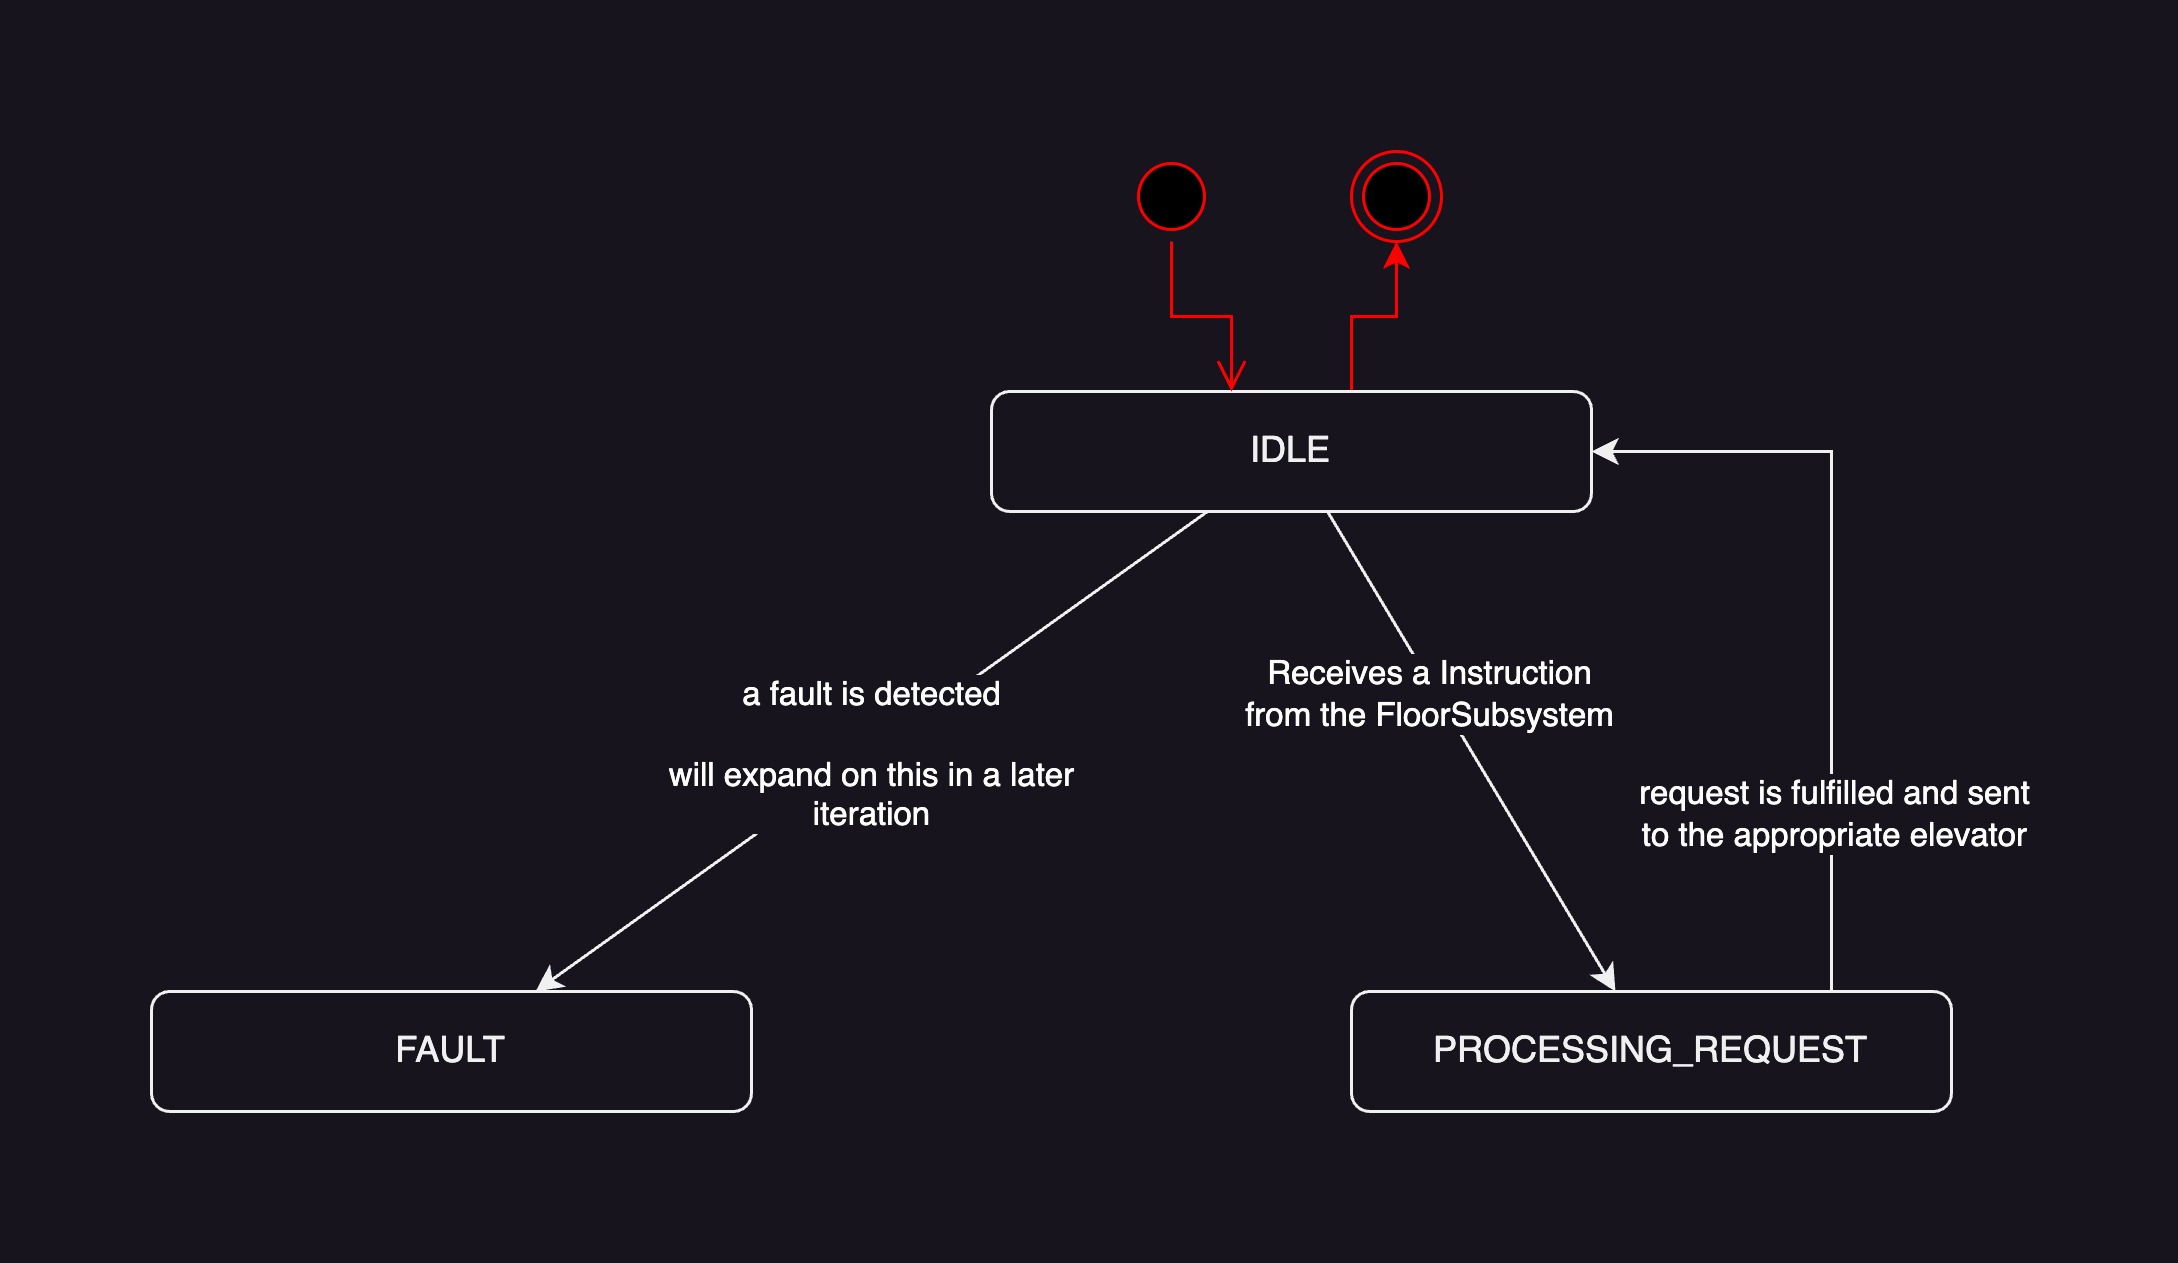 IDLE
a fault is detected
will expand on this in a later
iteration
Receives a Instruction
from the FloorSubsystem
request is fulfilled and sent
to the appropriate elevator
FAULT
PROCESSING_REQUEST